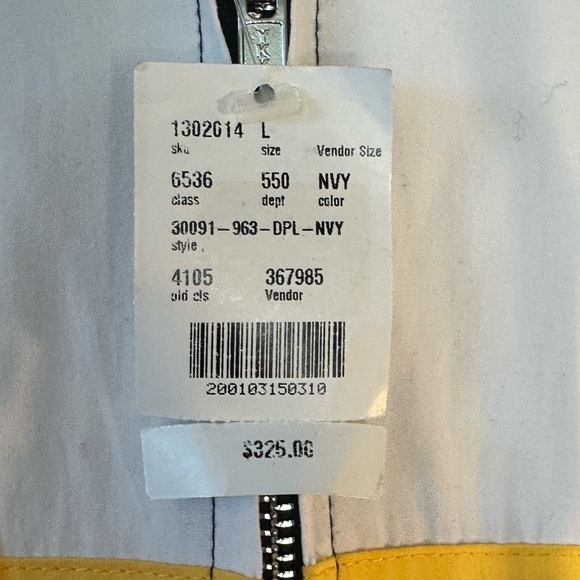 YKK
1302014 L
sku size Vendor Size
6536 550 NVY
class dept color
30091-963-DPL-NVY
style
4105 367985
old cls Vendor
200103150310
$325.00